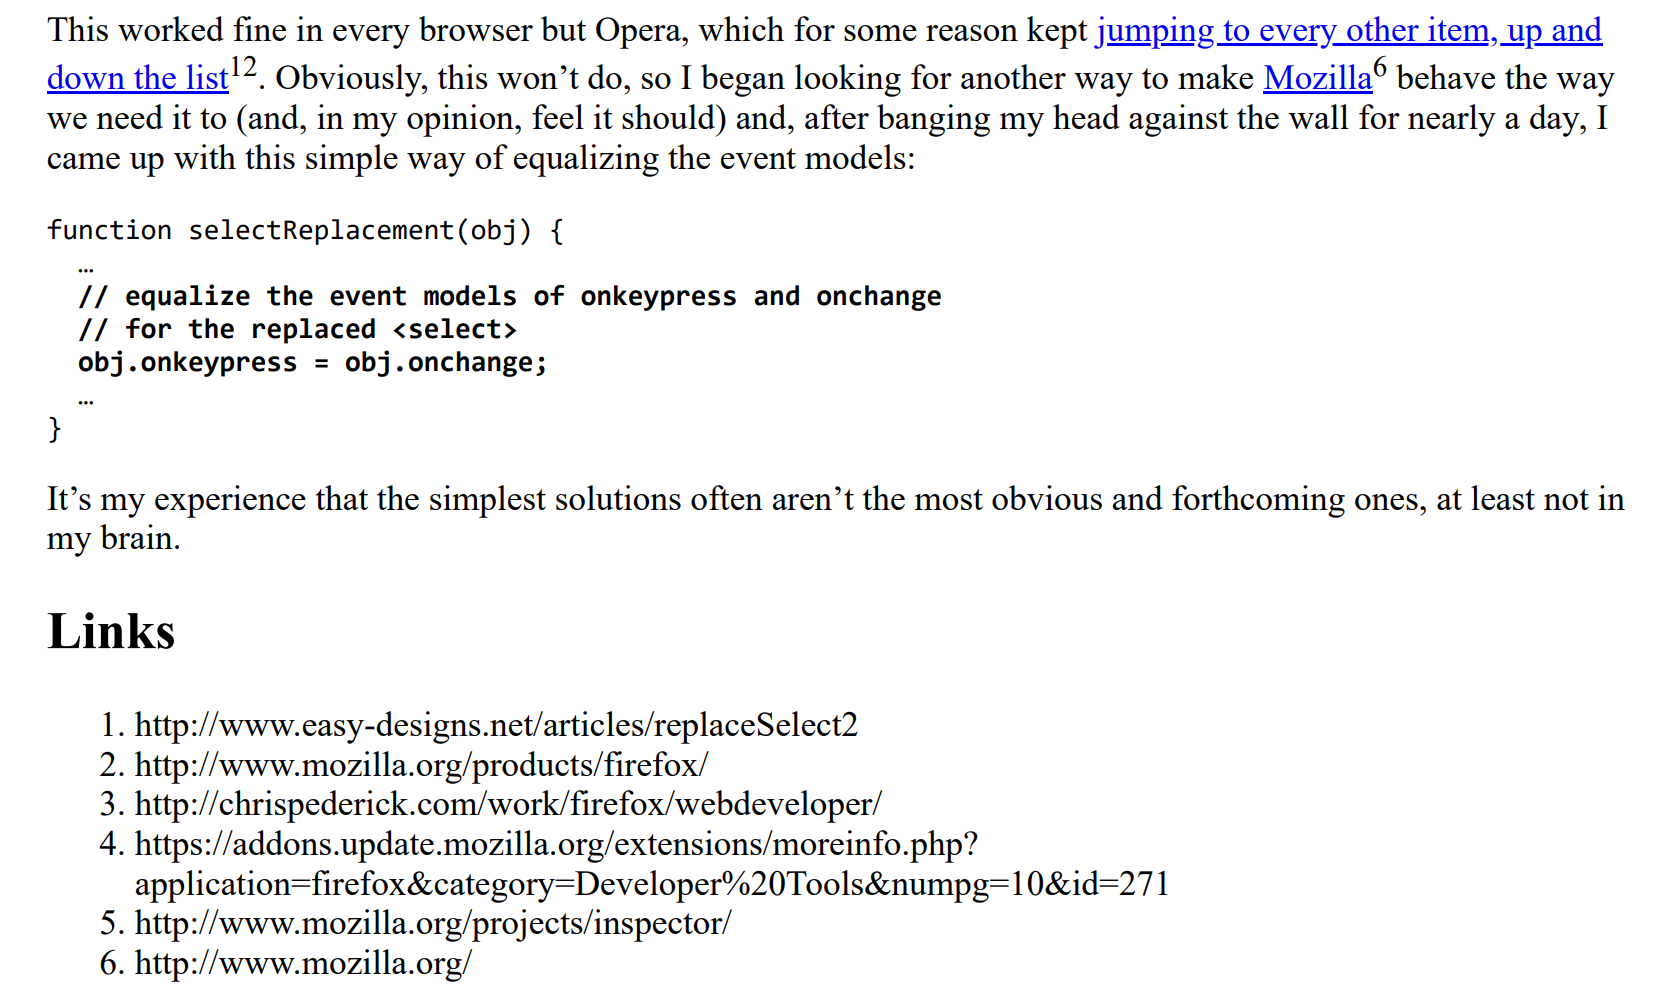 This worked fine in every browser but Opera, which for some reason kept jumping to every other item, up and
down the list12. Obviously, this won’t do, so I began looking for another way to make Mozilla6 behave the way
we need it to (and, in my opinion, feel it should) and, after banging my head against the wall for nearly a day, I
came up with this simple way of equalizing the event models:
function selectReplacement(obj) {
  …
  // equalize the event models of onkeypress and onchange
  // for the replaced <select>
  obj.onkeypress = obj.onchange;
  …
}
It’s my experience that the simplest solutions often aren’t the most obvious and forthcoming ones, at least not in
my brain.
Links
1. http://www.easy-designs.net/articles/replaceSelect2
2. http://www.mozilla.org/products/firefox/
3. http://chrispederick.com/work/firefox/webdeveloper/
4. https://addons.update.mozilla.org/extensions/moreinfo.php?
application=firefox&category=Developer%20Tools&numpg=10&id=271
5. http://www.mozilla.org/projects/inspector/
6. http://www.mozilla.org/